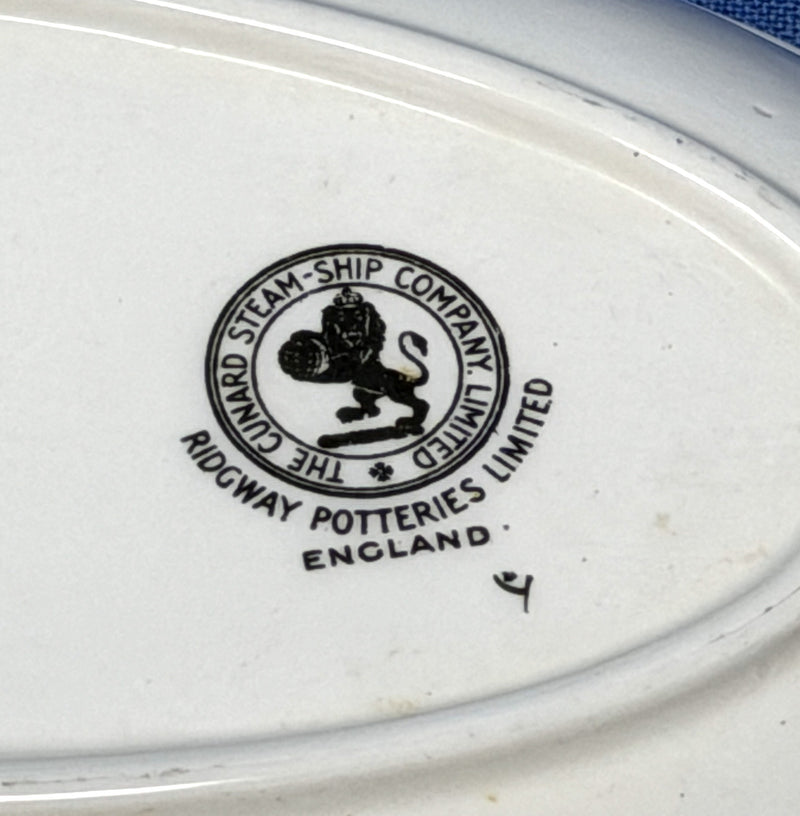 THE CUNARD STEAM-SHIP COMPANY. LIMITED
RIDGWAY POTTERIES LIMITED
ENGLAND